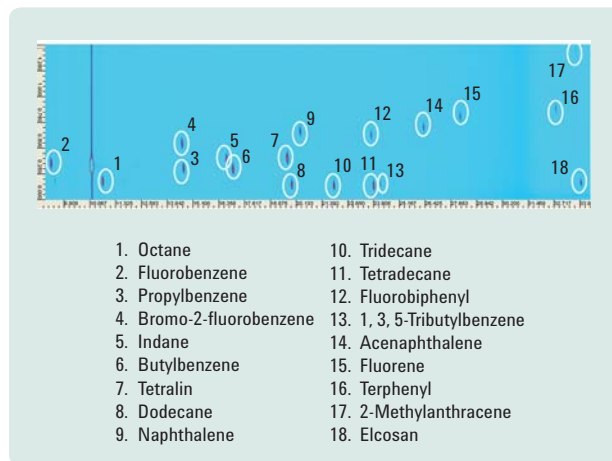 17
2
4
5
7
9
12
14
15
16
1
3
6
8
10
11
13
18
1. Octane
2. Fluorobenzene
3. Propylbenzene
4. Bromo-2-fluorobenzene
5. Indane
6. Butylbenzene
7. Tetralin
8. Dodecane
9. Naphthalene
10. Tridecane
11. Tetradecane
12. Fluorobiphenyl
13. 1, 3, 5-Tributylbenzene
14. Acenaphthalene
15. Fluorene
16. Terphenyl
17. 2-Methylanthracene
18. Elcosan